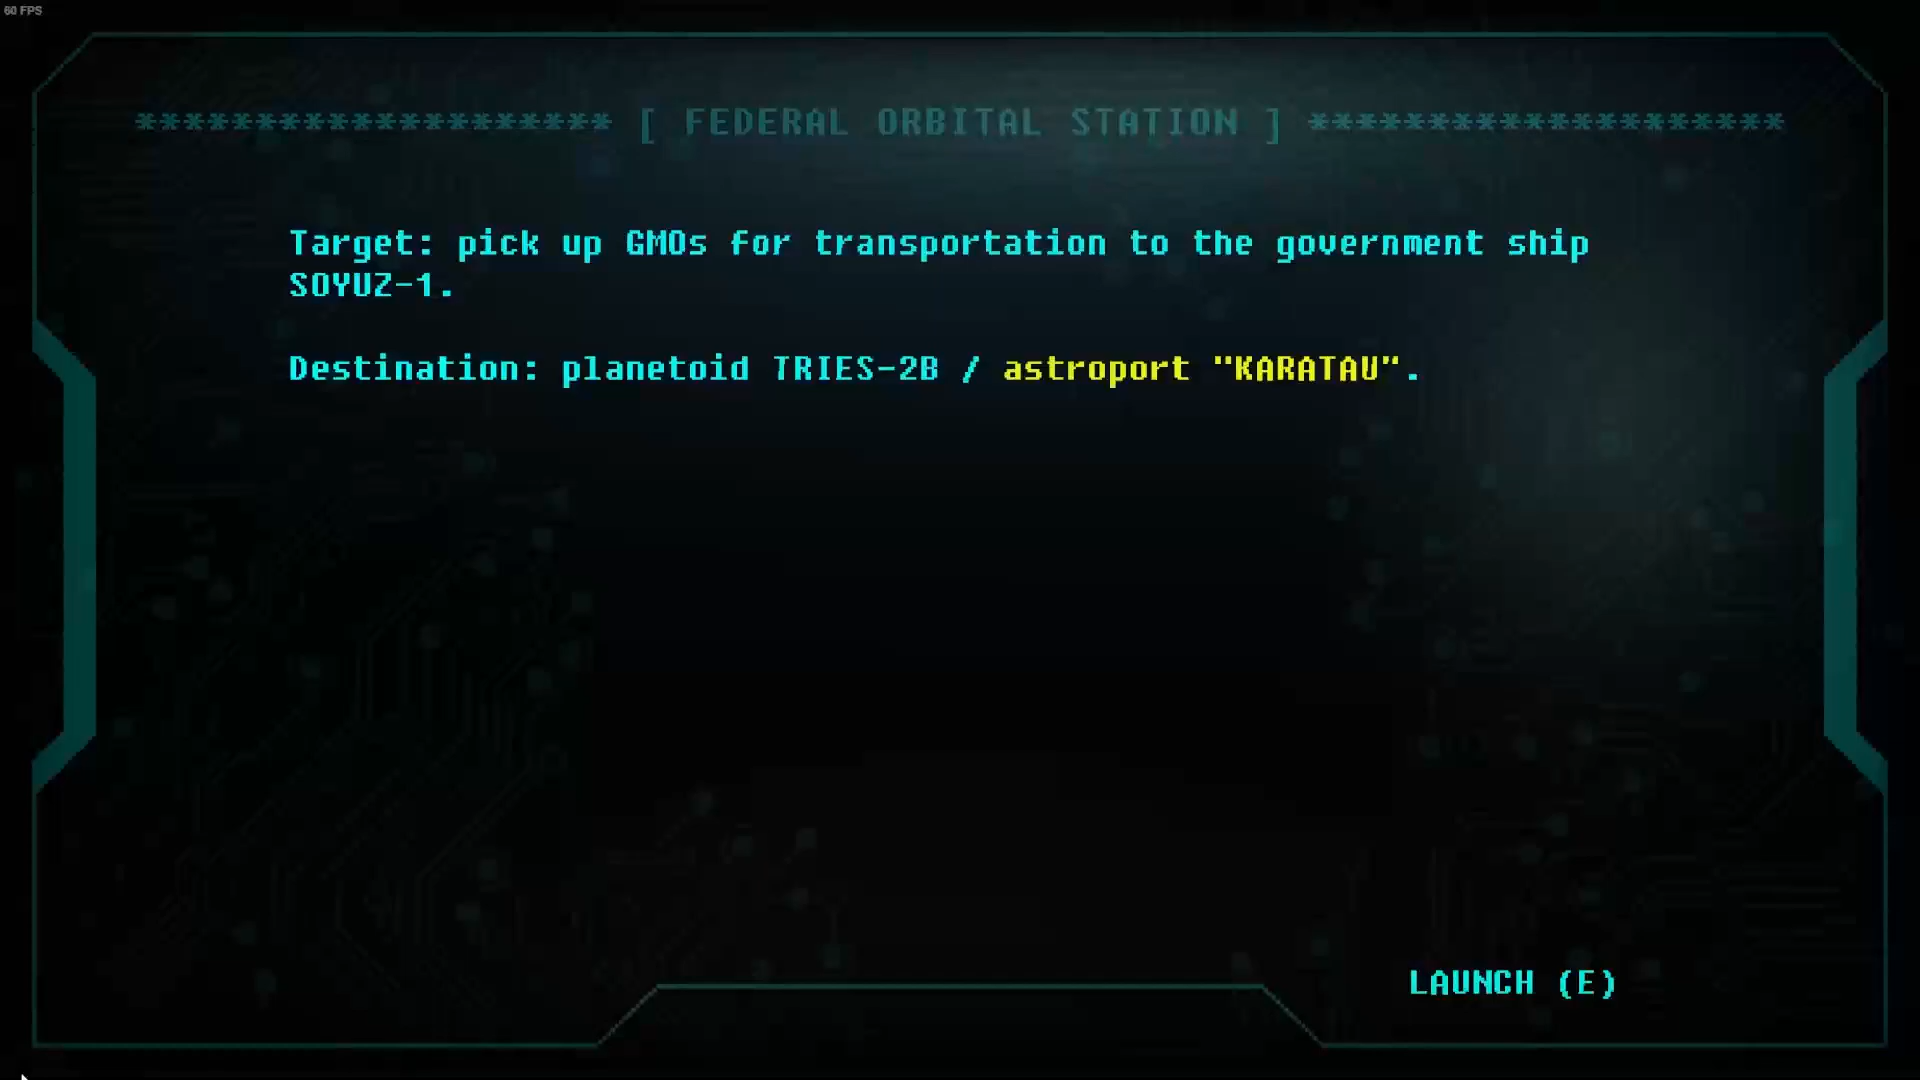 60 FPS
******************** [ FEDERAL ORBITAL STATION ] ********************
Target: pick up GMOs for transportation to the government ship
SOYUZ-1.
Destination: planetoid TRIES-2B / astroport "KARATAU".
LAUNCH (E)